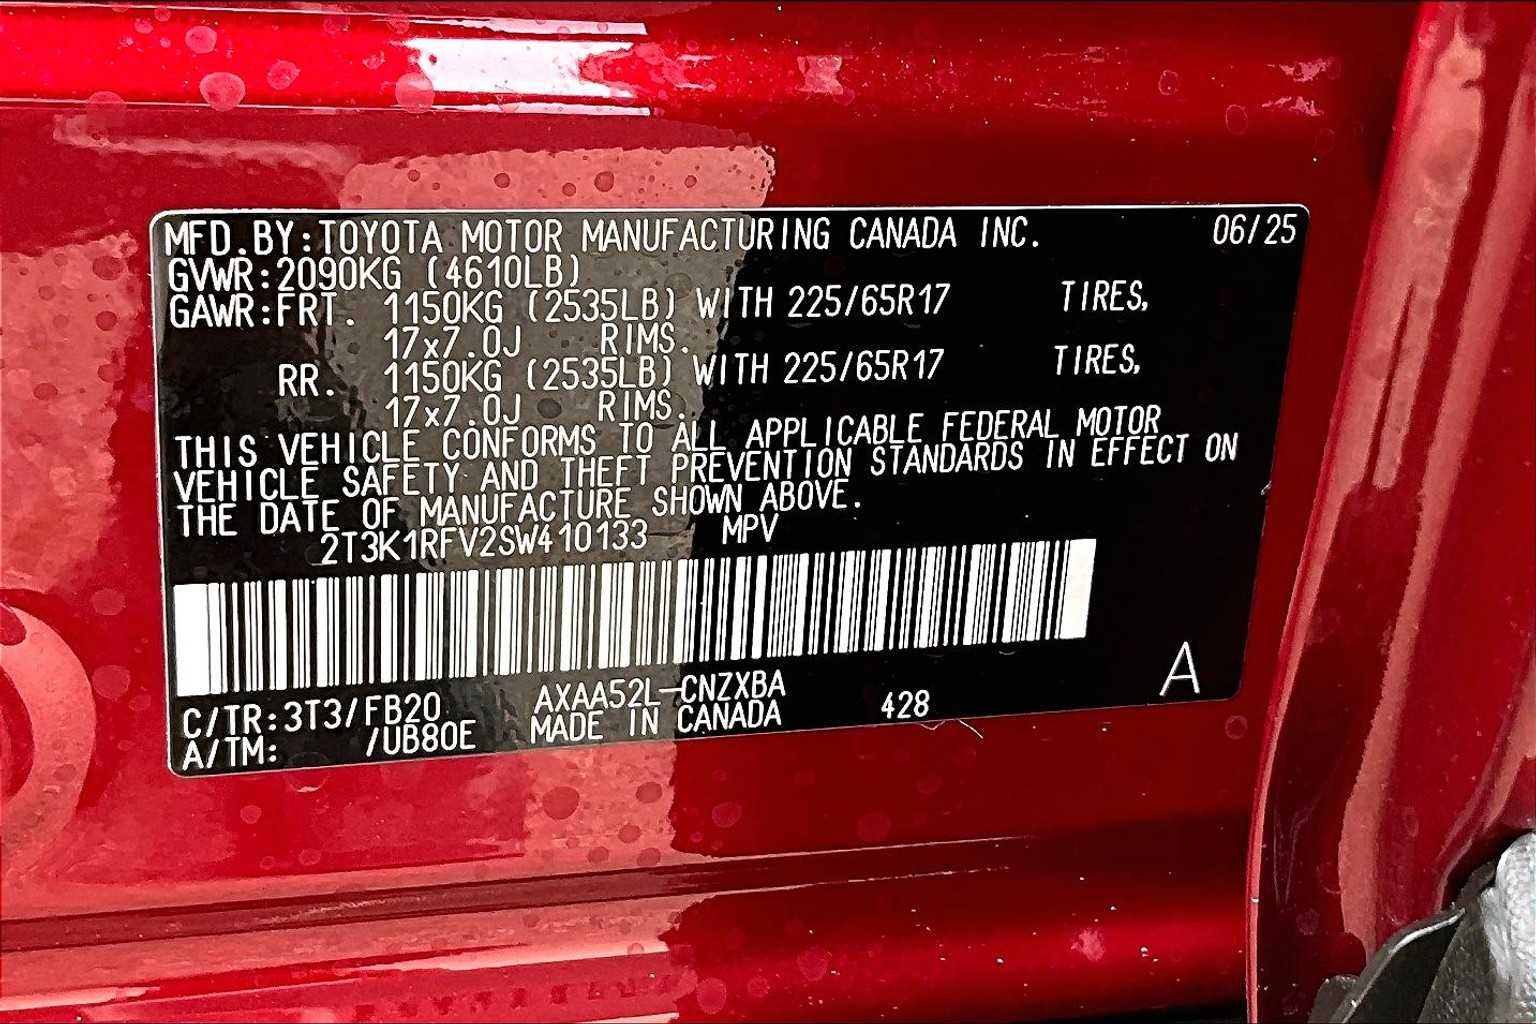 MFD.BY:TOYOTA MOTOR MANUFACTURING CANADA INC. 06/25
GVWR:2090KG (4610LB)
GAWR:FRT. 1150KG (2535LB) WITH 225/65R17 TIRES,
17x7.0J RIMS.
RR. 1150KG (2535LB) WITH 225/65R17 TIRES,
17x7.0J RIMS.
THIS VEHICLE CONFORMS TO ALL APPLICABLE FEDERAL MOTOR
VEHICLE SAFETY AND THEFT PREVENTION STANDARDS IN EFFECT ON
THE DATE OF MANUFACTURE SHOWN ABOVE.
2T3K1RFV2SW410133 MPV
C/TR:3T3/FB20 AXAA52L-CNZXBA
A/TM: /UB80E MADE IN CANADA 428
A